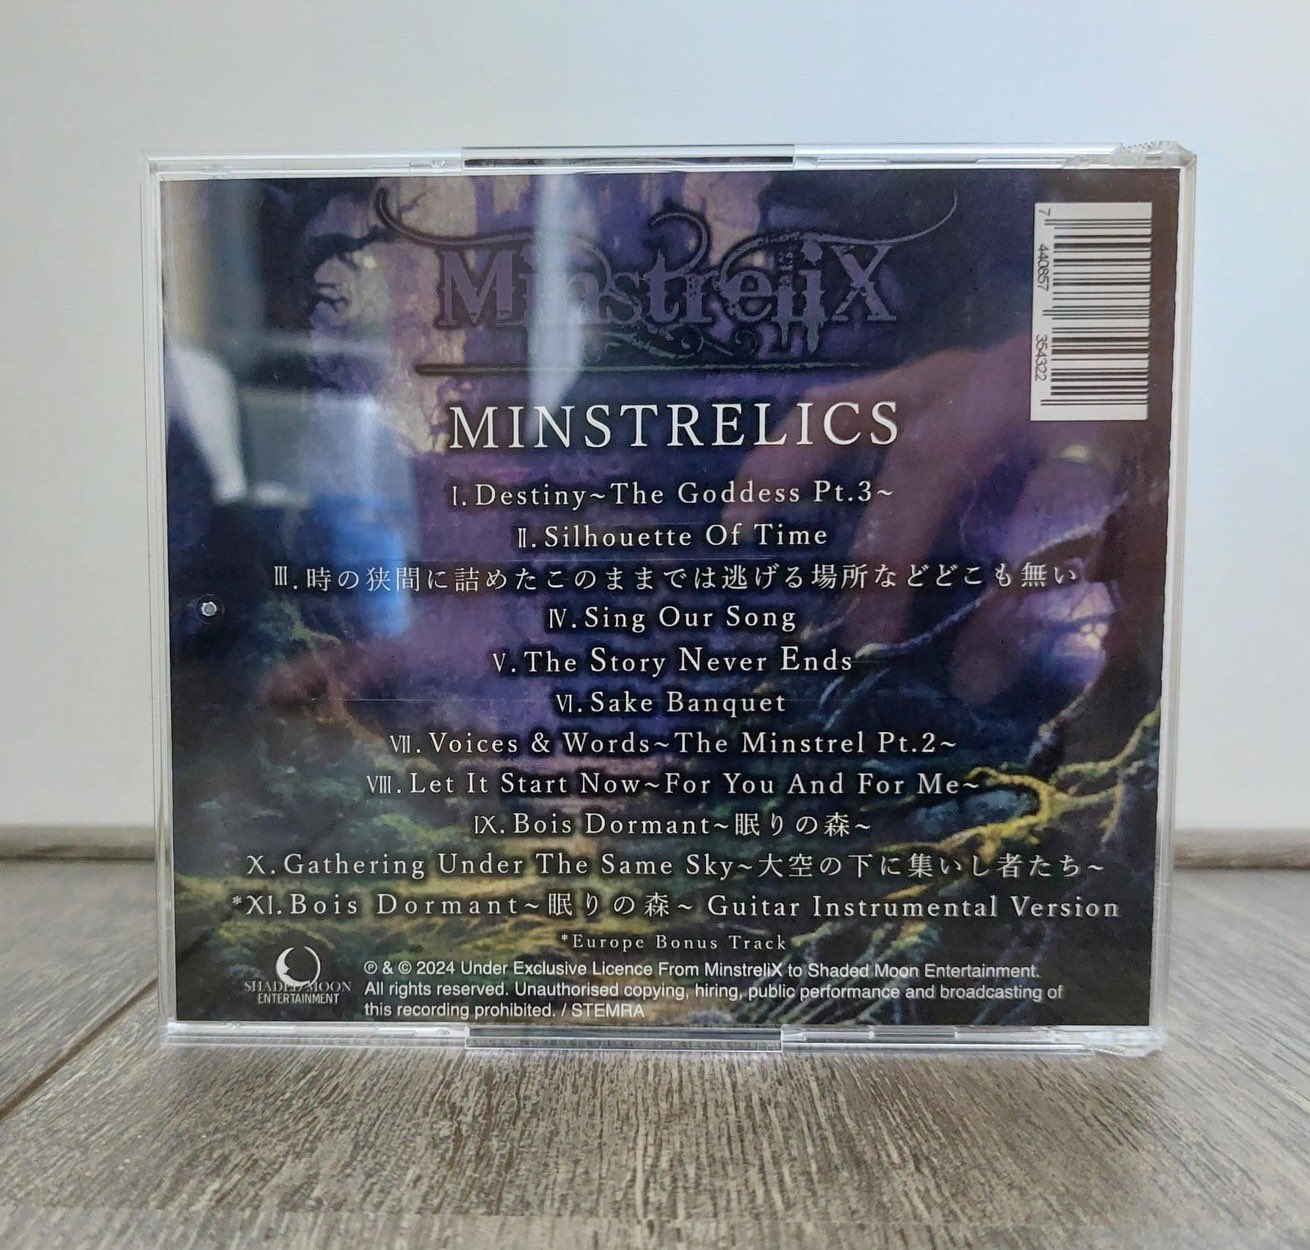 MinstreliX
7 440857 354322
MINSTRELICS
Ⅰ.Destiny~The Goddess Pt.3~
Ⅱ.Silhouette Of Time
Ⅲ.時の狭間に詰めたこのままでは逃げる場所などどこも無い
Ⅳ.Sing Our Song
Ⅴ.The Story Never Ends
Ⅵ.Sake Banquet
Ⅶ.Voices & Words~The Minstrel Pt.2~
Ⅷ.Let It Start Now~For You And For Me~
Ⅸ.Bois Dormant~眠りの森~
Ⅹ.Gathering Under The Same Sky~大空の下に集いし者たち~
*Ⅺ.Bois Dormant~眠りの森~ Guitar Instrumental Version
*Europe Bonus Track
SHADED MOON
ENTERTAINMENT
℗ & © 2024 Under Exclusive Licence From MinstreliX to Shaded Moon Entertainment.
All rights reserved. Unauthorised copying, hiring, public performance and broadcasting of
this recording prohibited. / STEMRA